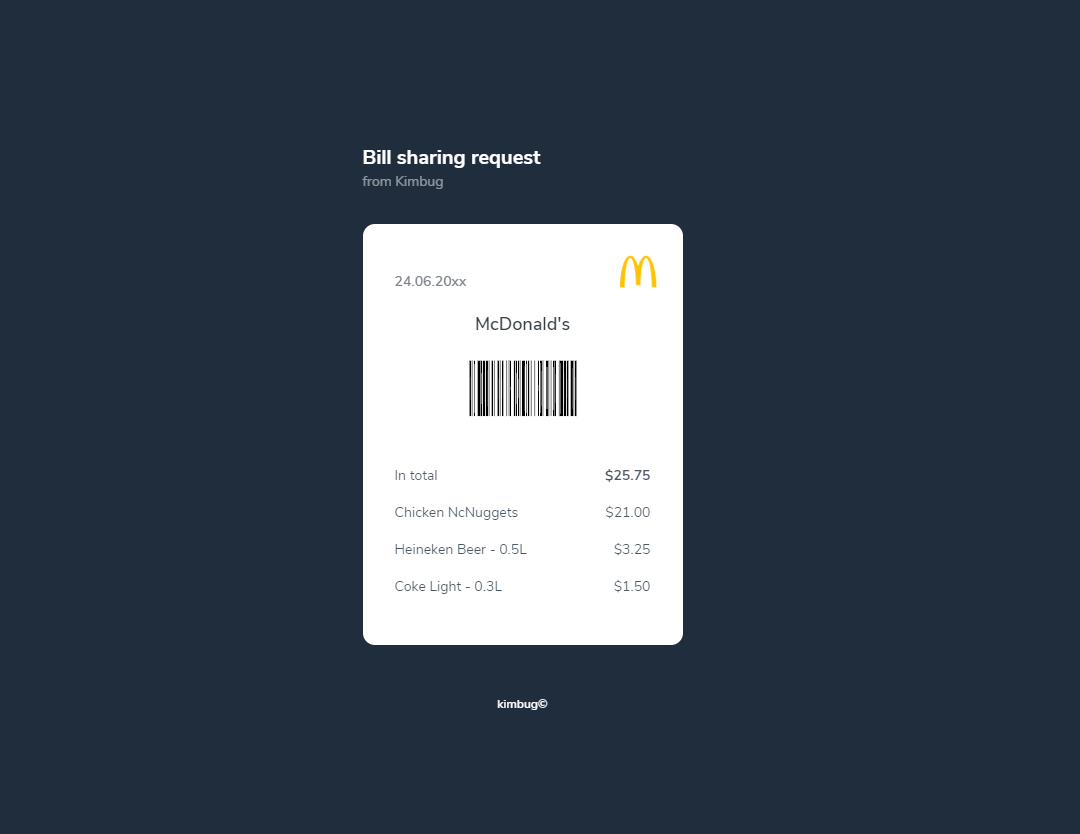 Bill sharing request
from Kimbug
24.06.20xx
McDonald's
In total $25.75
Chicken NcNuggets $21.00
Heineken Beer - 0.5L $3.25
Coke Light - 0.3L $1.50
kimbug©